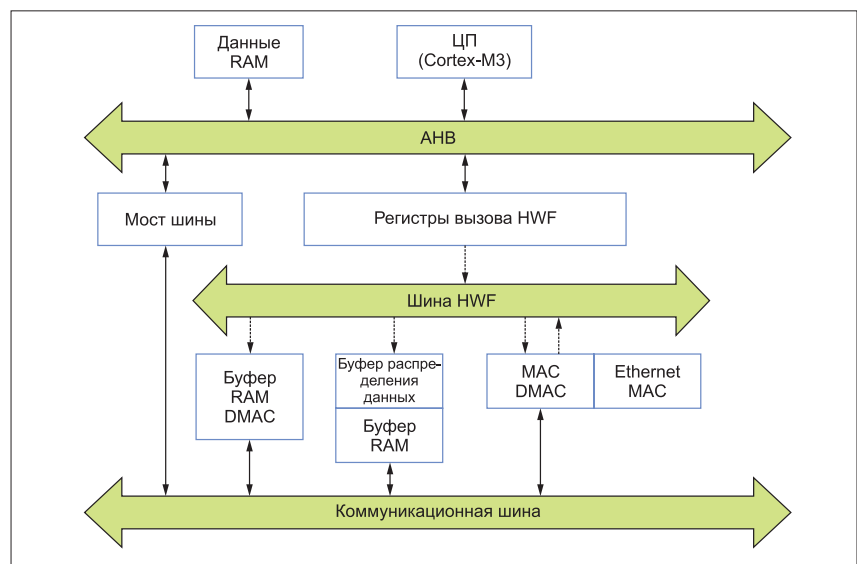 Данные
RAM
ЦП
(Cortex-M3)
АНВ
Мост шины
Регистры вызова HWF
Шина HWF
Буфер
RAM
DMAC
Буфер распре-
деления
данных
Буфер
RAM
MAC
DMAC
Ethernet
MAC
Коммуникационная шина